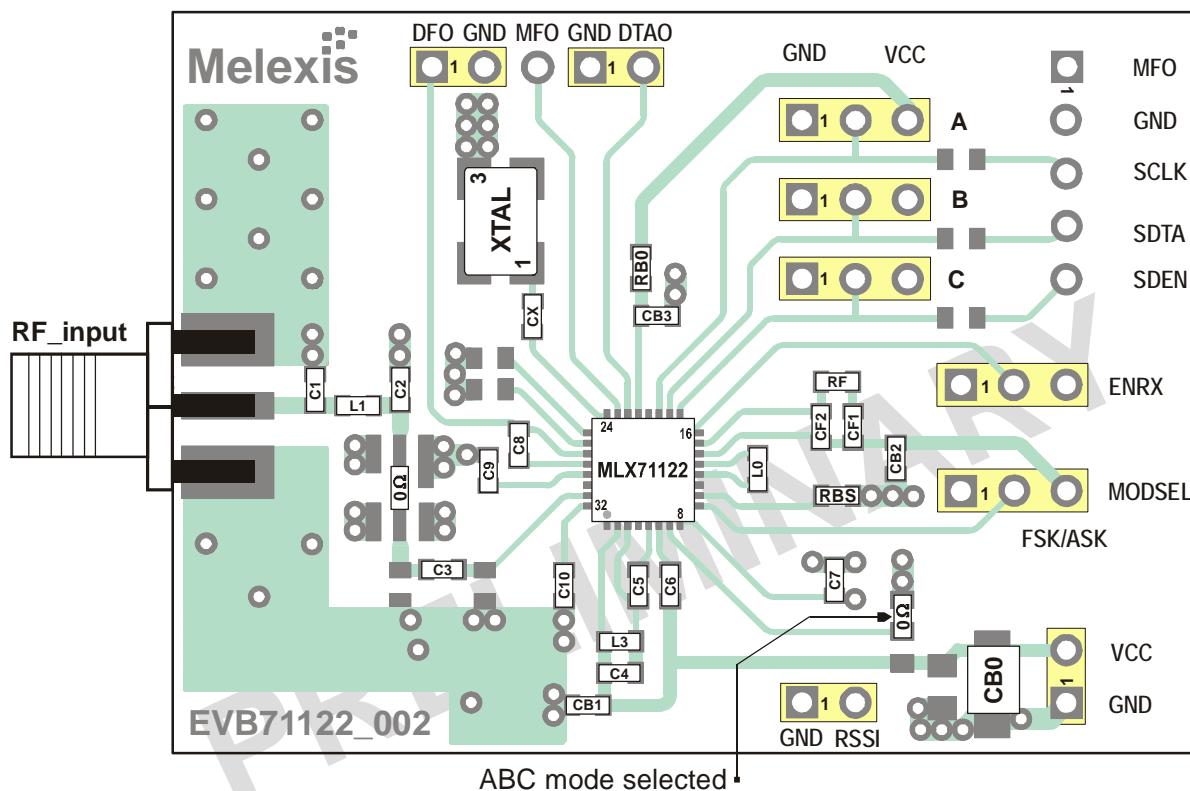 DFO GND MFO GND DTAO
GND VCC
Melexis
1
1
MFO
1
1
A
GND
SCLK
3
XTAL
1
1
B
SDTA
RB0
1
C
SDEN
CX
CB3
RF_input
C1
L1
C2
RF
1
ENRX
24
16
CF2
CF1
C8
C9
MLX71122
L0
CB2
0Ω
RBS
1
MODSEL
32
8
FSK/ASK
C3
C10
C5
C6
C7
0Ω
L3
C4
CB1
CB0
VCC
1
GND
1
GND RSSI
EVB71122_002
PRELIMINARY
ABC mode selected